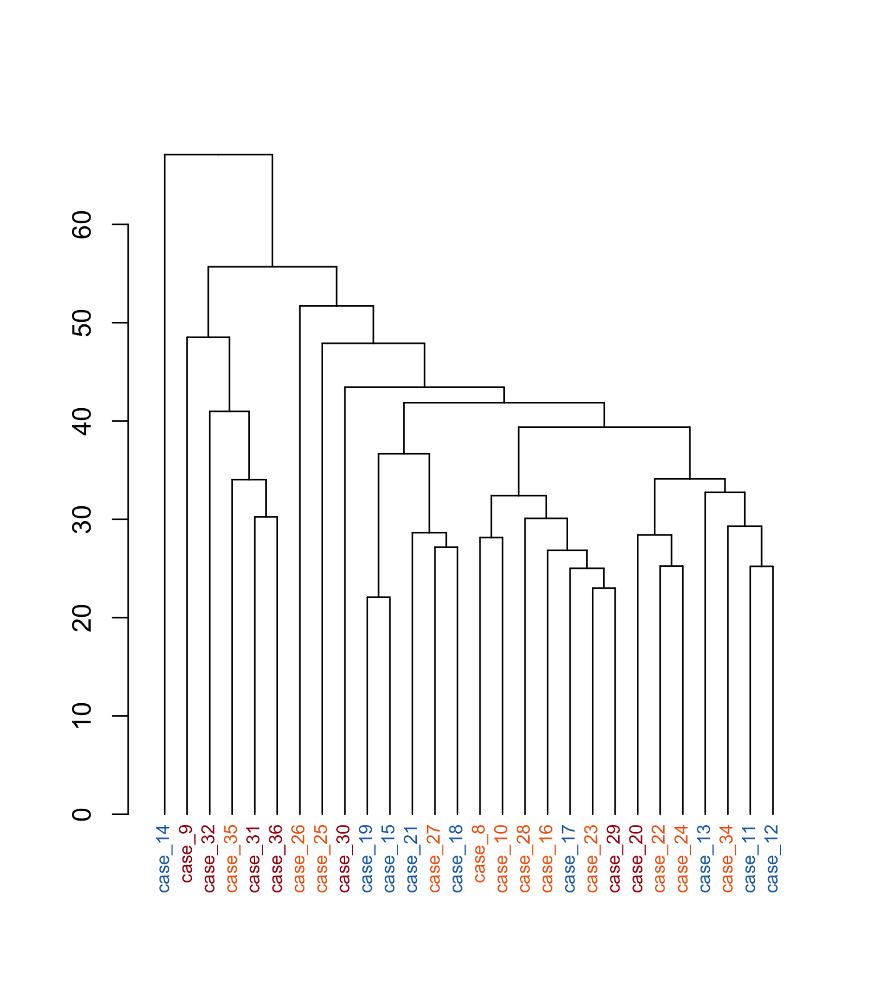 60
50
40
30
20
10
0
case_14
case_9
case_32
case_35
case_31
case_36
case_26
case_25
case_30
case_19
case_15
case_21
case_27
case_18
case_8
case_10
case_28
case_16
case_17
case_23
case_29
case_20
case_22
case_24
case_13
case_34
case_11
case_12